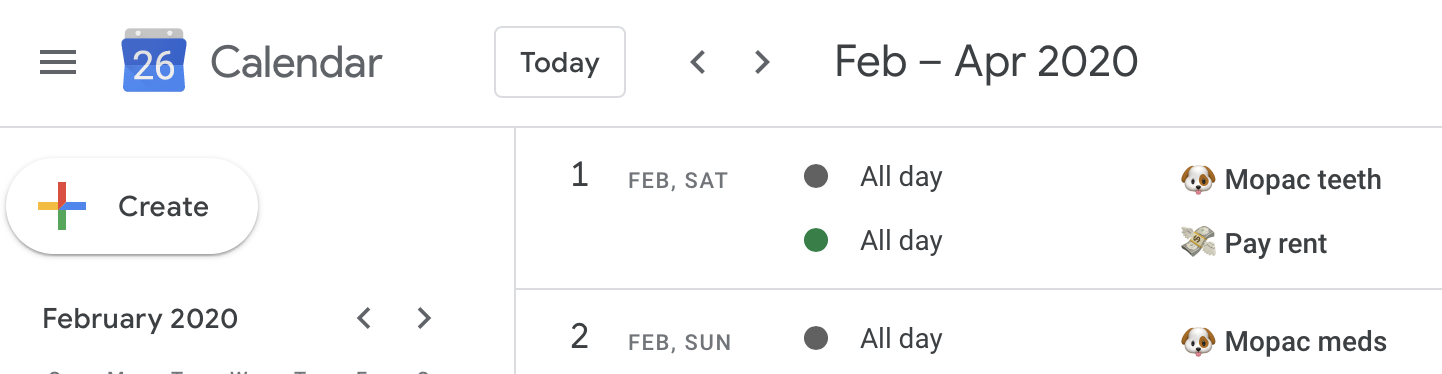 26 Calendar Today Feb – Apr 2020
Create
February 2020
1 FEB, SAT All day 🐶 Mopac teeth
All day 💸 Pay rent
2 FEB, SUN All day 🐶 Mopac meds